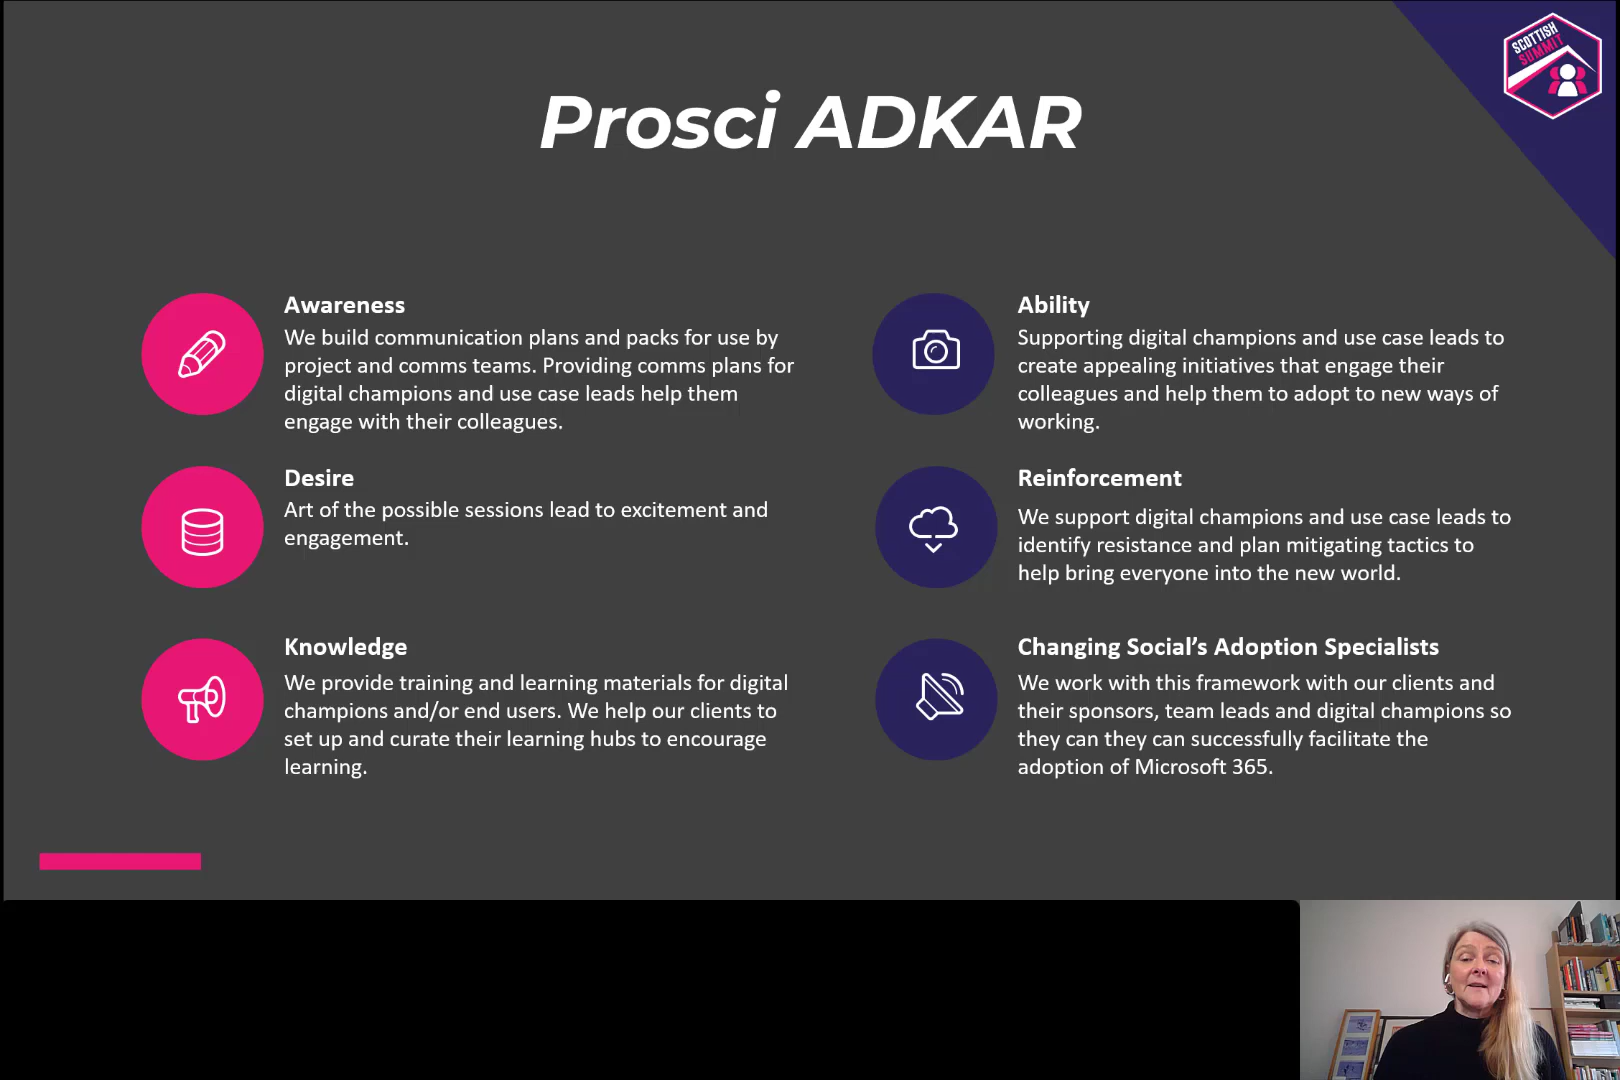 SCOTTISH
SUMMIT
Prosci ADKAR
Awareness
We build communication plans and packs for use by
project and comms teams. Providing comms plans for
digital champions and use case leads help them
engage with their colleagues.
Desire
Art of the possible sessions lead to excitement and
engagement.
Knowledge
We provide training and learning materials for digital
champions and/or end users. We help our clients to
set up and curate their learning hubs to encourage
learning.
Ability
Supporting digital champions and use case leads to
create appealing initiatives that engage their
colleagues and help them to adopt to new ways of
working.
Reinforcement
We support digital champions and use case leads to
identify resistance and plan mitigating tactics to
help bring everyone into the new world.
Changing Social’s Adoption Specialists
We work with this framework with our clients and
their sponsors, team leads and digital champions so
they can they can successfully facilitate the
adoption of Microsoft 365.